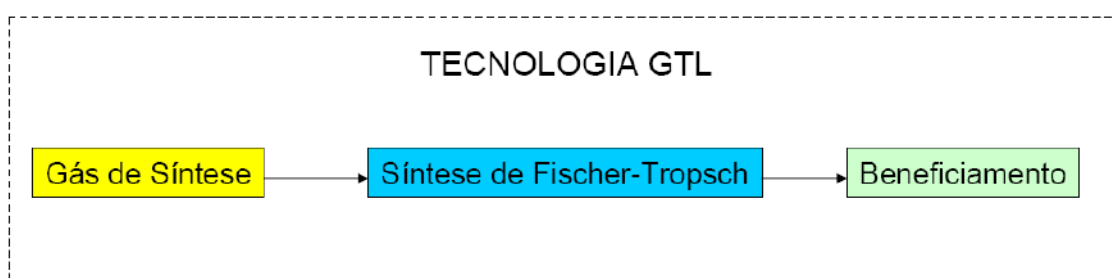 TECNOLOGIA GTL
Gás de Síntese
Síntese de Fischer-Tropsch
Beneficiamento